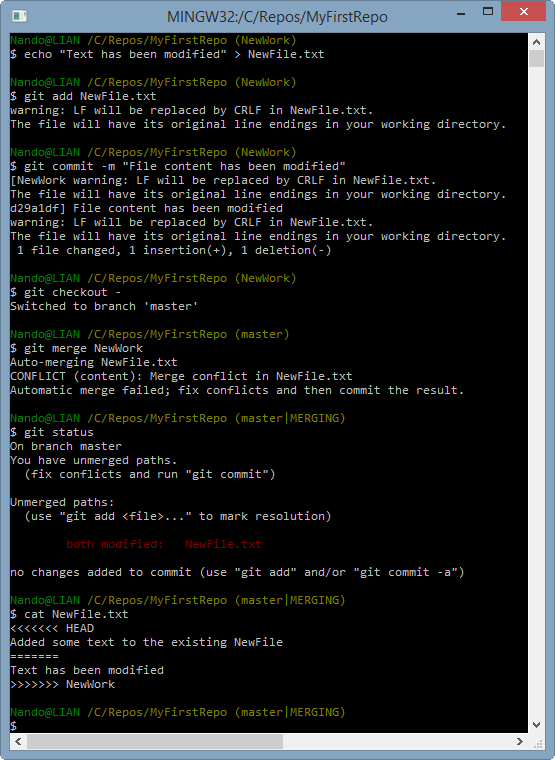 MINGW32:/C/Repos/MyFirstRepo
Nando@LIAN /C/Repos/MyFirstRepo (NewWork)
$ echo "Text has been modified" > NewFile.txt
Nando@LIAN /C/Repos/MyFirstRepo (NewWork)
$ git add NewFile.txt
warning: LF will be replaced by CRLF in NewFile.txt.
The file will have its original line endings in your working directory.
Nando@LIAN /C/Repos/MyFirstRepo (NewWork)
$ git commit -m "File content has been modified"
[NewWork warning: LF will be replaced by CRLF in NewFile.txt.
The file will have its original line endings in your working directory.
d29a1df] File content has been modified
warning: LF will be replaced by CRLF in NewFile.txt.
The file will have its original line endings in your working directory.
 1 file changed, 1 insertion(+), 1 deletion(-)
Nando@LIAN /C/Repos/MyFirstRepo (NewWork)
$ git checkout -
Switched to branch 'master'
Nando@LIAN /C/Repos/MyFirstRepo (master)
$ git merge NewWork
Auto-merging NewFile.txt
CONFLICT (content): Merge conflict in NewFile.txt
Automatic merge failed; fix conflicts and then commit the result.
Nando@LIAN /C/Repos/MyFirstRepo (master|MERGING)
$ git status
On branch master
You have unmerged paths.
  (fix conflicts and run "git commit")
Unmerged paths:
  (use "git add <file>..." to mark resolution)
        both modified:   NewFile.txt
no changes added to commit (use "git add" and/or "git commit -a")
Nando@LIAN /C/Repos/MyFirstRepo (master|MERGING)
$ cat NewFile.txt
<<<<<<< HEAD
Added some text to the existing NewFile
=======
Text has been modified
>>>>>>> NewWork
Nando@LIAN /C/Repos/MyFirstRepo (master|MERGING)
$